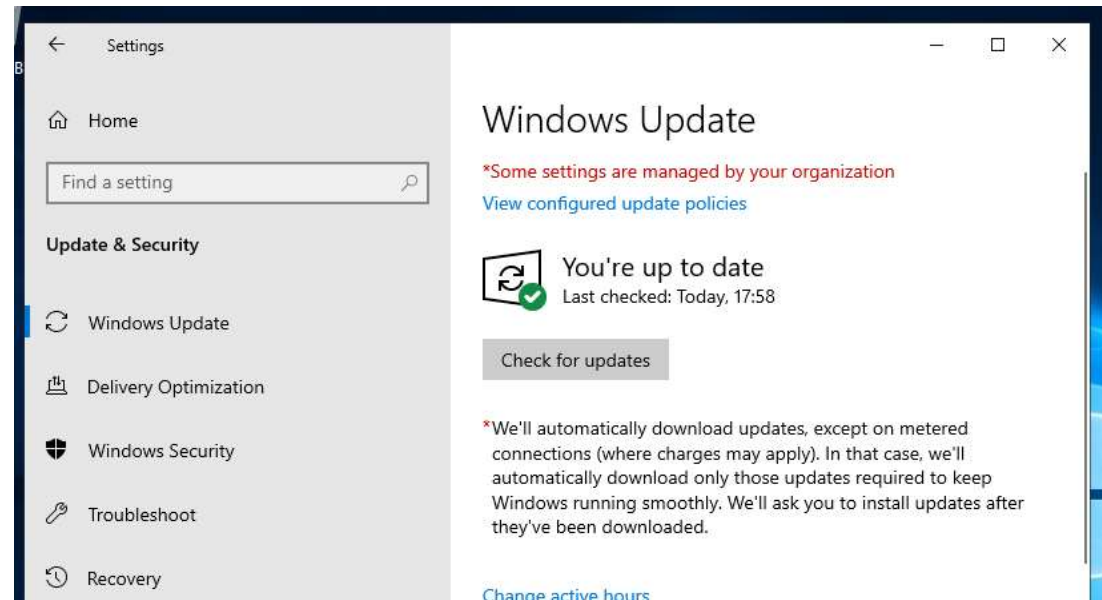 Settings
B
Home
Find a setting
Update & Security
Windows Update
Delivery Optimization
Windows Security
Troubleshoot
Recovery
Windows Update
*Some settings are managed by your organization
View configured update policies
You're up to date
Last checked: Today, 17:58
Check for updates
*We'll automatically download updates, except on metered
connections (where charges may apply). In that case, we'll
automatically download only those updates required to keep
Windows running smoothly. We'll ask you to install updates after
they've been downloaded.
Change active hours